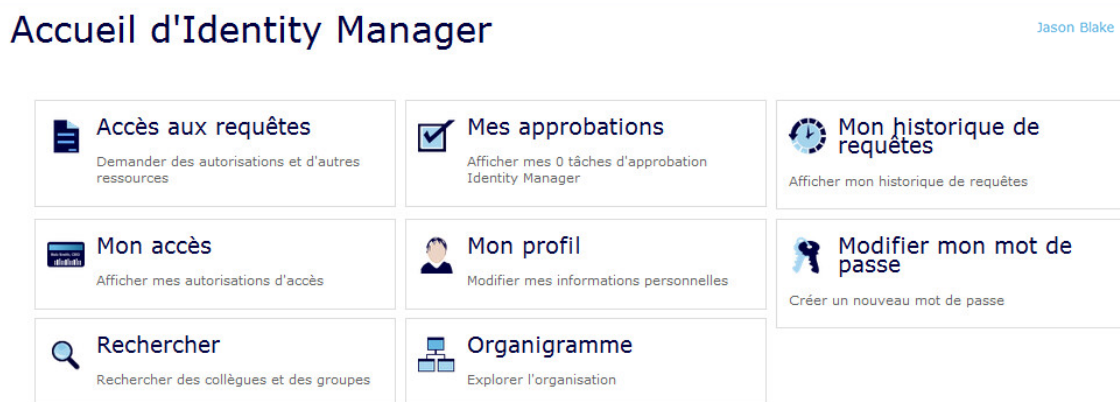 Accueil d'Identity Manager
Jason Blake
Accès aux requêtes
Demander des autorisations et d'autres
ressources
Mes approbations
Afficher mes 0 tâches d'approbation
Identity Manager
Mon historique de
requêtes
Afficher mon historique de requêtes
Mon accès
Afficher mes autorisations d'accès
Mon profil
Modifier mes informations personnelles
Modifier mon mot de
passe
Créer un nouveau mot de passe
Rechercher
Rechercher des collègues et des groupes
Organigramme
Explorer l'organisation